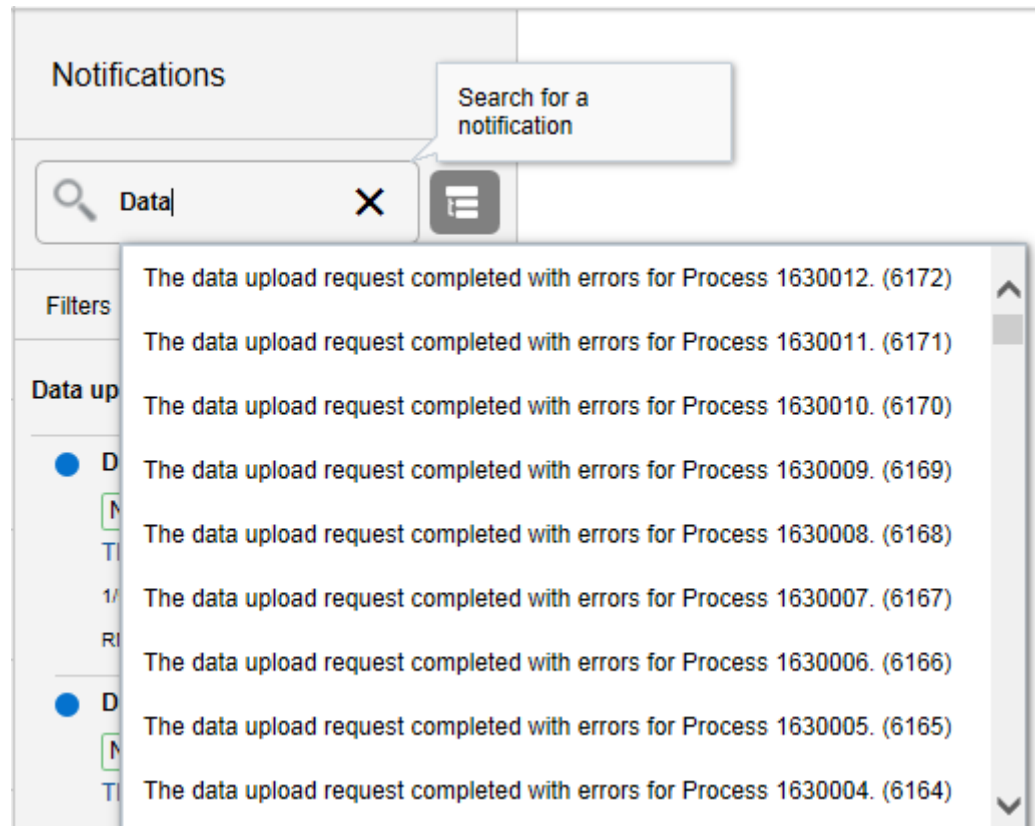 Notifications
Search for a
notification
Data
The data upload request completed with errors for Process 1630012. (6172)
Filters
The data upload request completed with errors for Process 1630011. (6171)
Data up
The data upload request completed with errors for Process 1630010. (6170)
D
The data upload request completed with errors for Process 1630009. (6169)
N
The data upload request completed with errors for Process 1630008. (6168)
1/
The data upload request completed with errors for Process 1630007. (6167)
The data upload request completed with errors for Process 1630006. (6166)
D
The data upload request completed with errors for Process 1630005. (6165)
N
The data upload request completed with errors for Process 1630004. (6164)